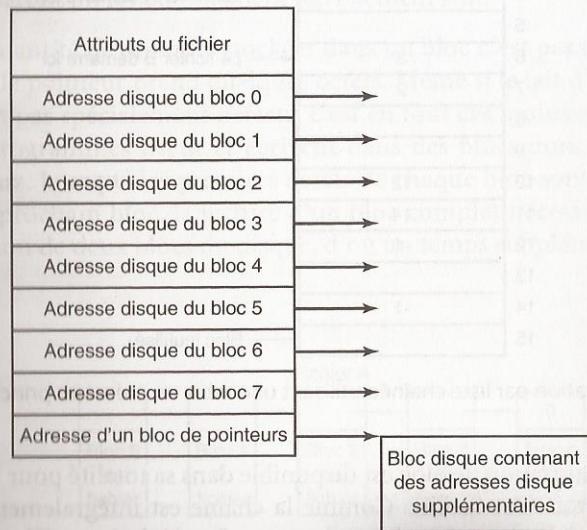 Attributs du fichier
Adresse disque du bloc 0
Adresse disque du bloc 1
Adresse disque du bloc 2
Adresse disque du bloc 3
Adresse disque du bloc 4
Adresse disque du bloc 5
Adresse disque du bloc 6
Adresse disque du bloc 7
Adresse d'un bloc de pointeurs
Bloc disque contenant
des adresses disque
supplémentaires